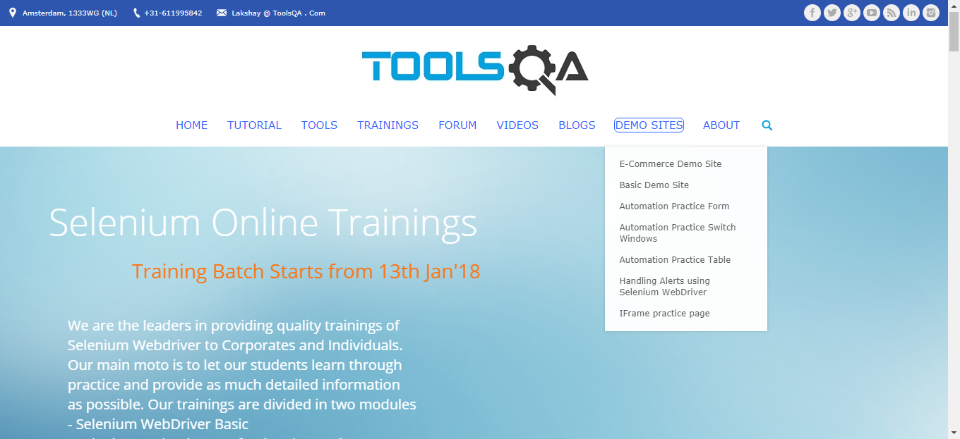 Amsterdam, 1333WG (NL) +31-611995842 Lakshay @ ToolsQA . Com
TOOLSQA
HOME TUTORIAL TOOLS TRAININGS FORUM VIDEOS BLOGS DEMO SITES ABOUT
E-Commerce Demo Site
Basic Demo Site
Automation Practice Form
Automation Practice Switch
Windows
Automation Practice Table
Handling Alerts using
Selenium WebDriver
IFrame practice page
Selenium Online Trainings
Training Batch Starts from 13th Jan'18
We are the leaders in providing quality trainings of
Selenium Webdriver to Corporates and Individuals.
Our main moto is to let our students learn through
practice and provide as much detailed information
as possible. Our trainings are divided in two modules
- Selenium WebDriver Basic